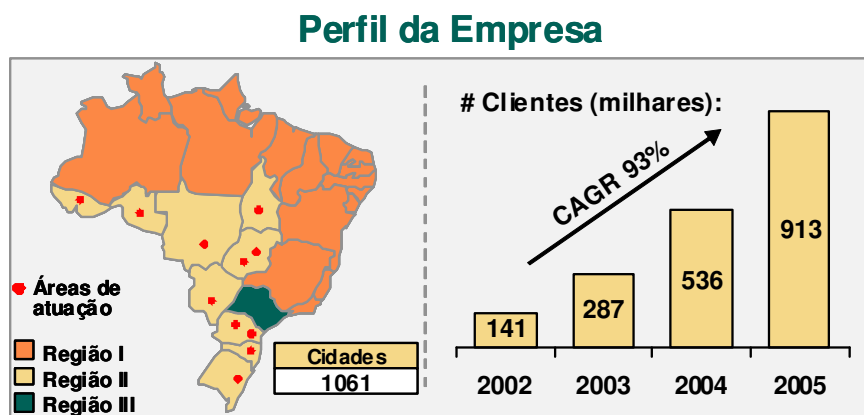 Perfil da Empresa
Áreas de
atuação
Região I
Região II
Região III
Cidades
1061
# Clientes (milhares):
CAGR 93%
141
287
536
913
2002 2003 2004 2005